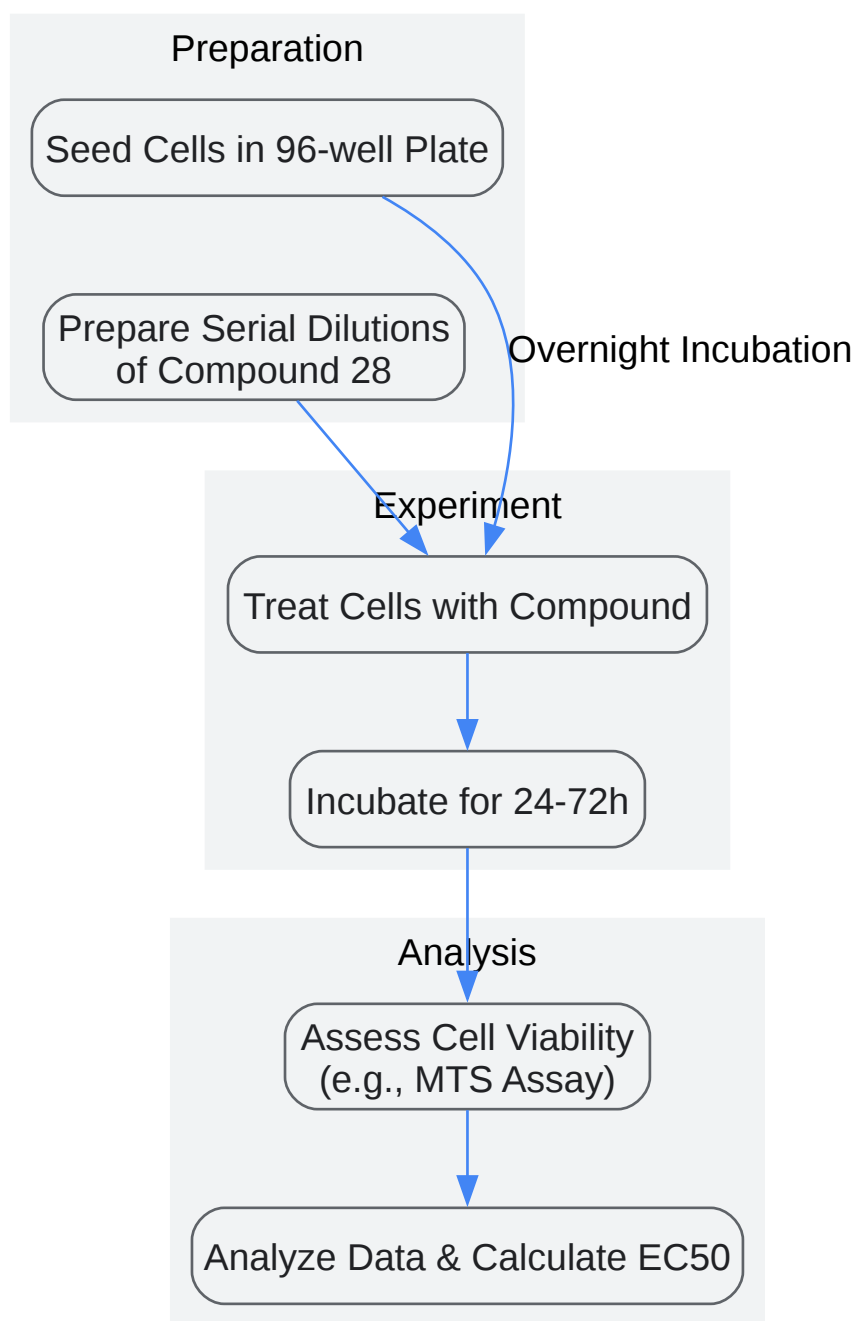 Preparation
Seed Cells in 96-well Plate
Prepare Serial Dilutions
of Compound 28
Overnight Incubation
Experiment
Treat Cells with Compound
Incubate for 24-72h
Analysis
Assess Cell Viability
(e.g., MTS Assay)
Analyze Data & Calculate EC50